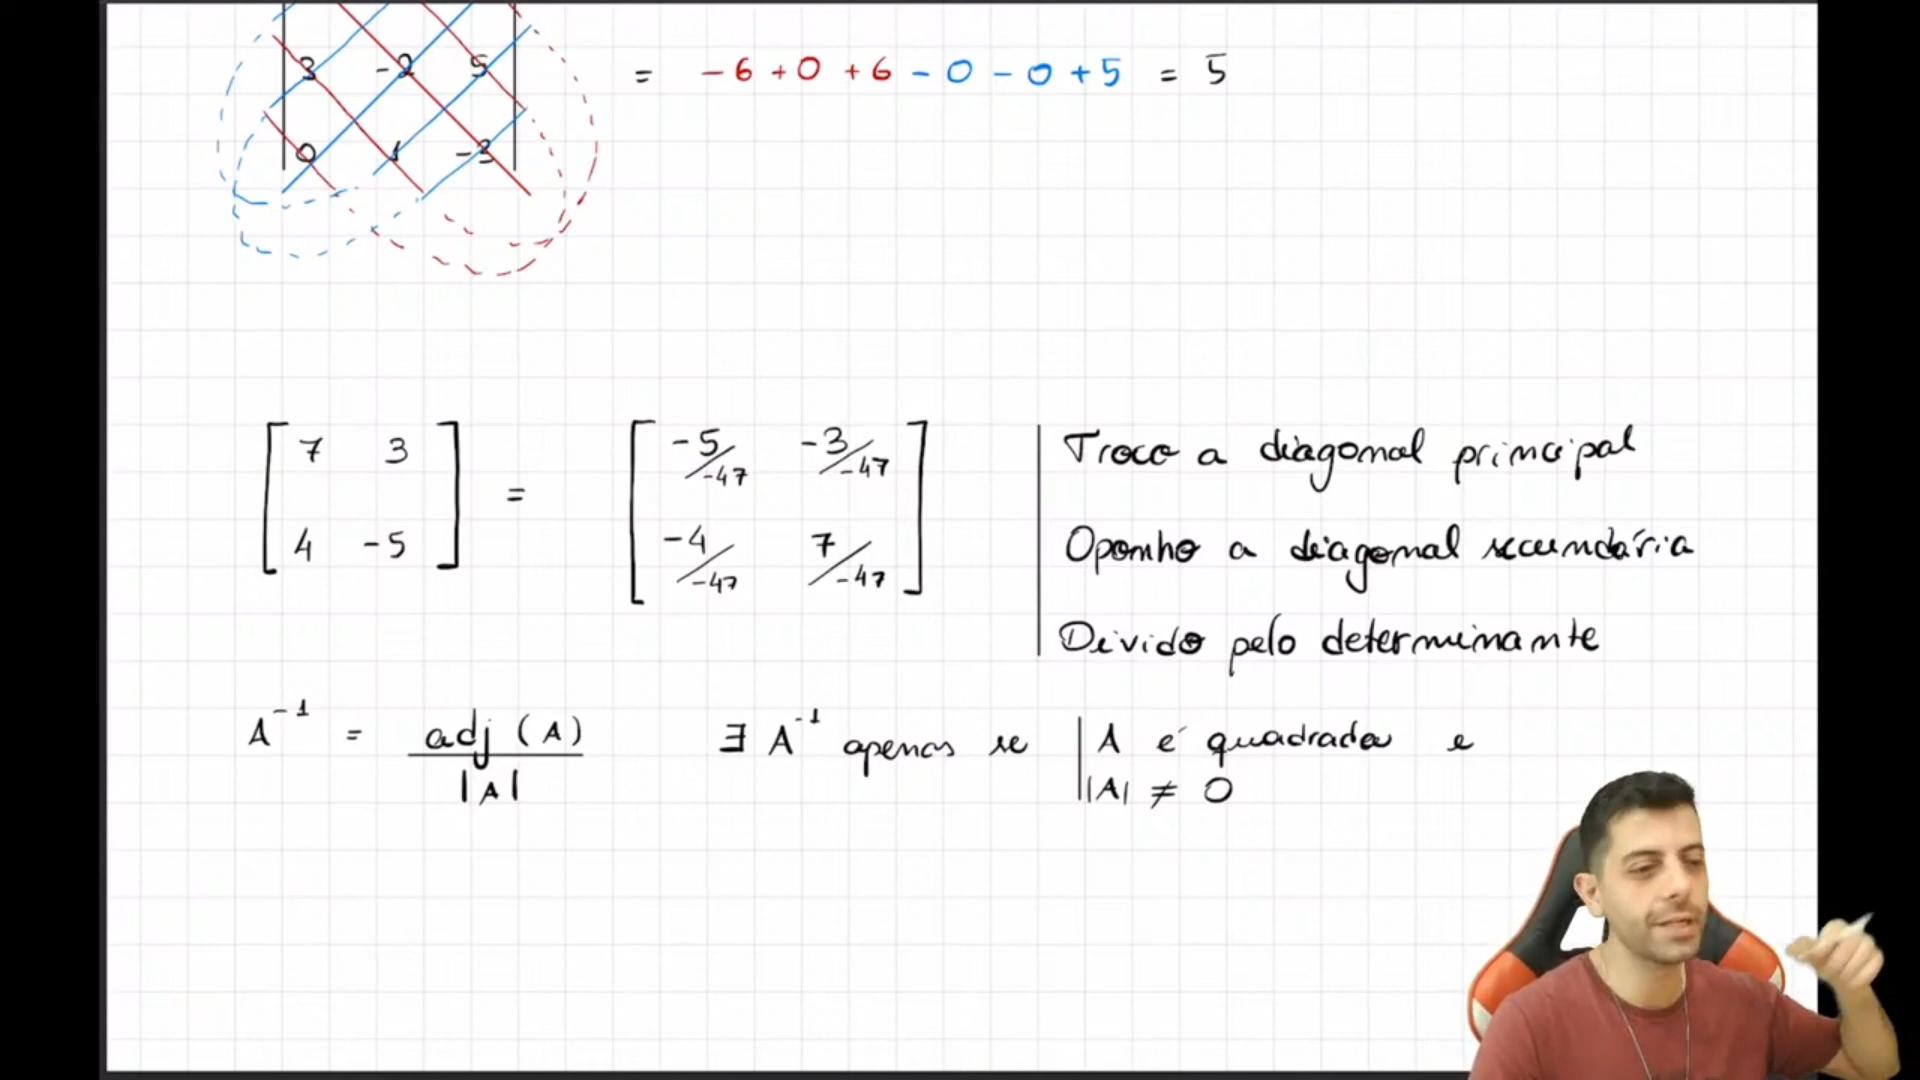 3 -2 5 = -6 +0 +6 -0 -0 +5 = 5
0 1 -3
[ 7 3 ] = [ -5/-47 -3/-47 ]
[ 4 -5 ] [ -4/-47 7/-47 ]
Troco a diagonal principal
Oponho a diagonal secundária
Divido pelo determinante
A⁻¹ = adj (A) / |A|
∃ A⁻¹ apenas se | A é quadrada e
|A| ≠ 0